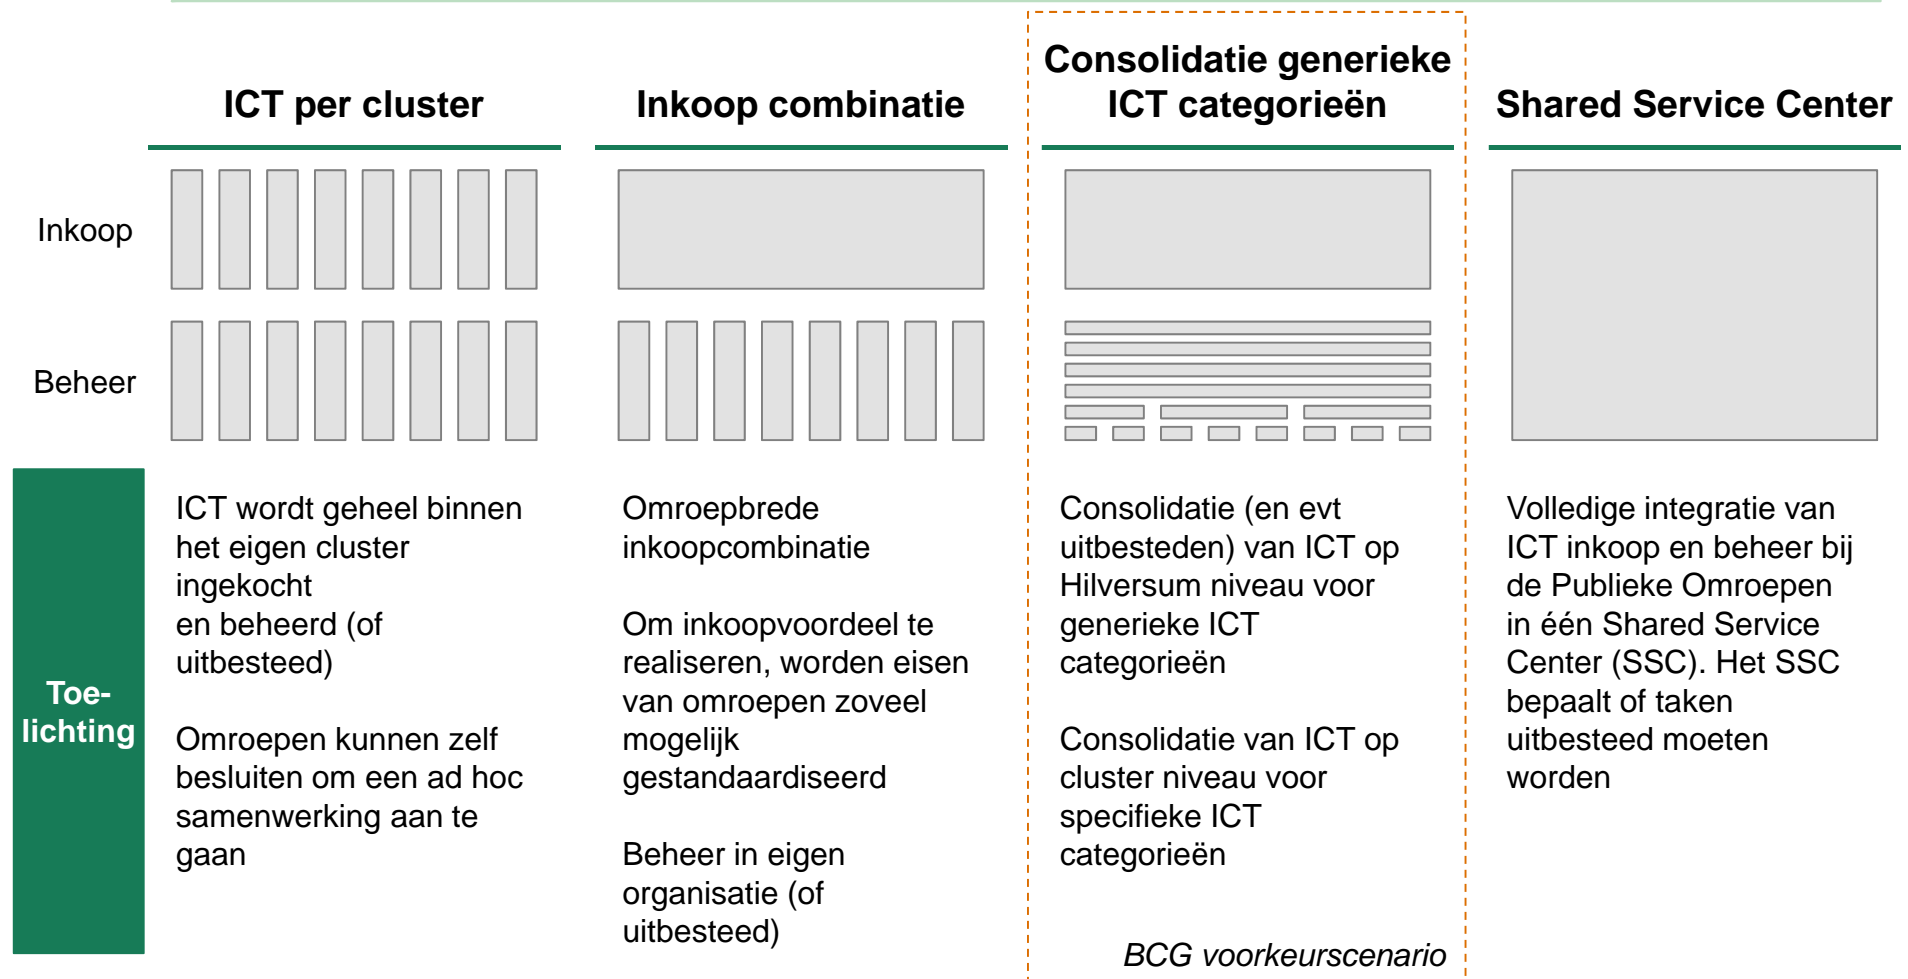 ICT per cluster
Inkoop combinatie
Consolidatie generieke
ICT categorieën
Shared Service Center
Inkoop
Beheer
Toe-
lichting
ICT wordt geheel binnen
het eigen cluster
ingekocht
en beheerd (of
uitbesteed)
Omroepen kunnen zelf
besluiten om een ad hoc
samenwerking aan te
gaan
Omroepbrede
inkoopcombinatie
Om inkoopvoordeel te
realiseren, worden eisen
van omroepen zoveel
mogelijk
gestandaardiseerd
Beheer in eigen
organisatie (of
uitbesteed)
Consolidatie (en evt
uitbesteden) van ICT op
Hilversum niveau voor
generieke ICT
categorieën
Consolidatie van ICT op
cluster niveau voor
specifieke ICT
categorieën
BCG voorkeurscenario
Volledige integratie van
ICT inkoop en beheer bij
de Publieke Omroepen
in één Shared Service
Center (SSC). Het SSC
bepaalt of taken
uitbesteed moeten
worden